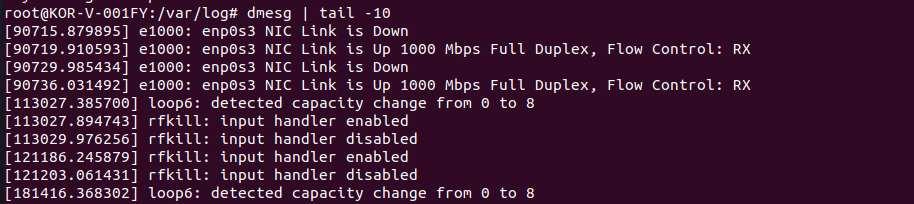 root@KOR-V-001FY:/var/log# dmesg | tail -10
[90715.879895] e1000: enp0s3 NIC Link is Down
[90719.910593] e1000: enp0s3 NIC Link is Up 1000 Mbps Full Duplex, Flow Control: RX
[90729.985434] e1000: enp0s3 NIC Link is Down
[90736.031492] e1000: enp0s3 NIC Link is Up 1000 Mbps Full Duplex, Flow Control: RX
[113027.385700] loop6: detected capacity change from 0 to 8
[113027.894743] rfkill: input handler enabled
[113029.976256] rfkill: input handler disabled
[121186.245879] rfkill: input handler enabled
[121203.061431] rfkill: input handler disabled
[181416.368302] loop6: detected capacity change from 0 to 8